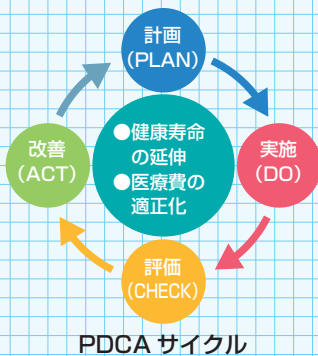 計画
(PLAN)
改善
(ACT)
●健康寿命
の延伸
●医療費の
適正化
実施
(DO)
評価
(CHECK)
PDCA サイクル